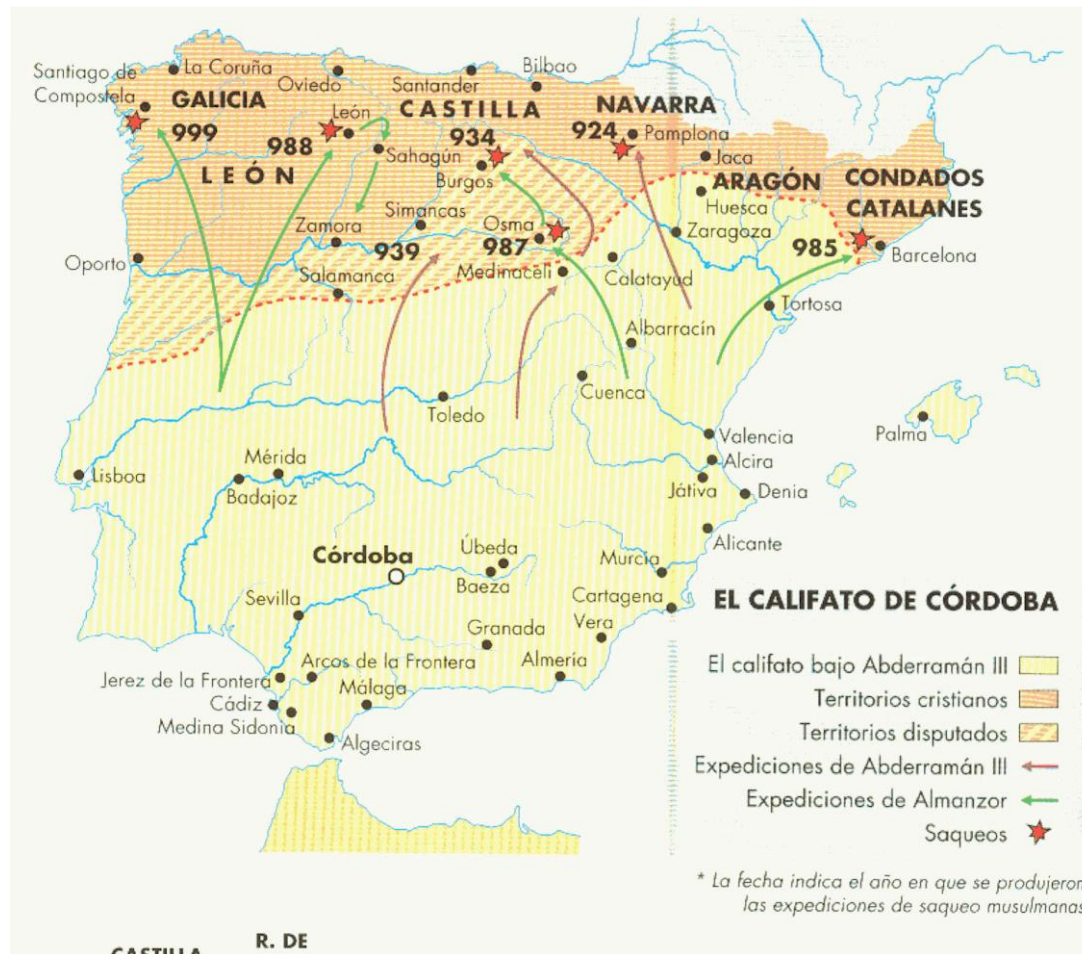 La Coruña
Santiago de
Compostela
GALICIA
999
Oviedo
Santander
Bilbao
León
988
CASTILLA
934
NAVARRA
924
Pamplona
Sahagún
LEÓN
Burgos
Jaca
ARAGÓN
Huesca
CONDADOS
CATALANES
Simancas
Zamora
939
Osma
987
Zaragoza
985
Barcelona
Oporto
Salamanca
Medinaceli
Calatayud
Tortosa
Albarracín
Cuenca
Toledo
Palma
Valencia
Alcira
Játiva
Denia
Lisboa
Mérida
Badajoz
Alicante
Córdoba
Úbeda
Baeza
Murcia
Cartagena
Sevilla
Granada
Vera
Almería
Jerez de la Frontera
Arcos de la Frontera
Málaga
Cádiz
Medina Sidonia
Algeciras
EL CALIFATO DE CÓRDOBA
El califato bajo Abderramán III
Territorios cristianos
Territorios disputados
Expediciones de Abderramán III
Expediciones de Almanzor
Saqueos
* La fecha indica el año en que se produjeron
las expediciones de saqueo musulmanas
R. DE
CASTILLA